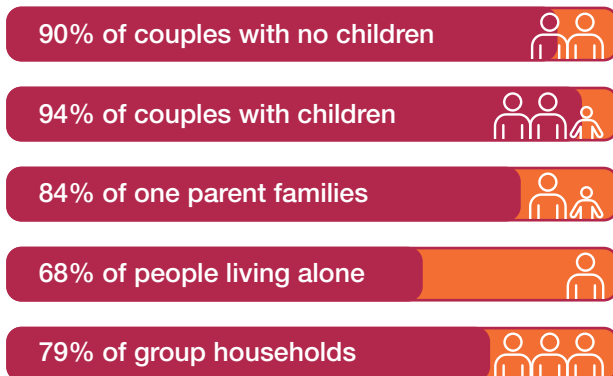 90% of couples with no children
94% of couples with children
84% of one parent families
68% of people living alone
79% of group households